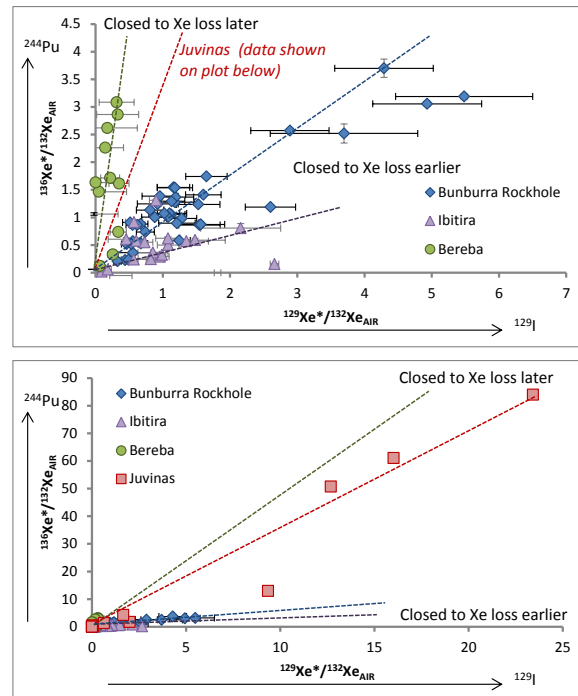 Closed to Xe loss later
²⁴⁴Pu
Juvinas (data shown
on plot below)
¹³⁶Xe*/¹³²Xe_AIR
4.5
4
3.5
3
2.5
2
1.5
1
0.5
0
Closed to Xe loss earlier
Bunburra Rockhole
Ibitira
Bereba
0 1 2 3 4 5 6 7
¹²⁹Xe*/¹³²Xe_AIR
¹²⁹I
²⁴⁴Pu
¹³⁶Xe*/¹³²Xe_AIR
90
80
70
60
50
40
30
20
10
0
Closed to Xe loss later
Bunburra Rockhole
Ibitira
Bereba
Juvinas
Closed to Xe loss earlier
0 5 10 15 20 25
¹²⁹Xe*/¹³²Xe_AIR
¹²⁹I